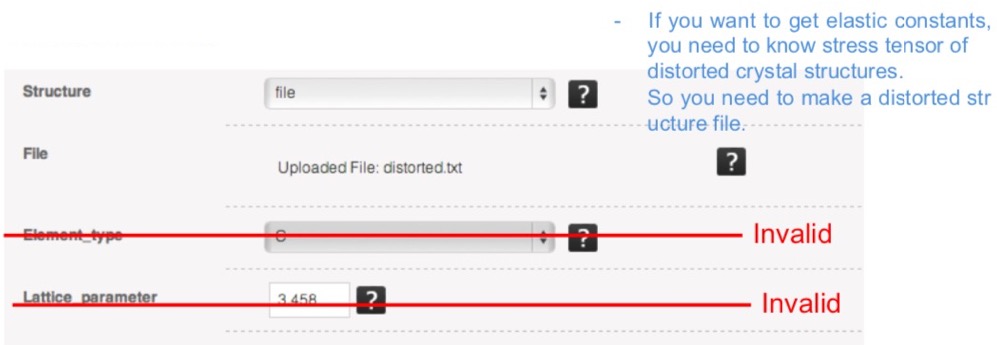 - If you want to get elastic constants,
you need to know stress tensor of
distorted crystal structures.
So you need to make a distorted str
ucture file.
Structure file ?
File Uploaded File: distorted.txt ?
Element_type C ? Invalid
Lattice_parameter 3.458 ? Invalid